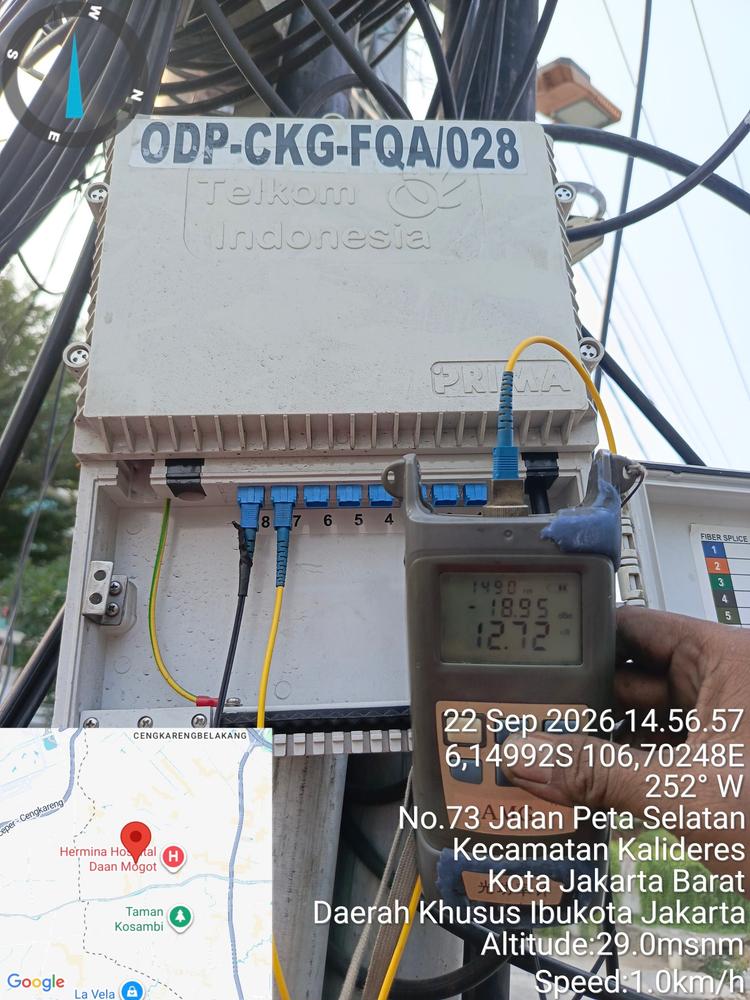 W
S
N
E
ODP-CKG-FQA/028
Telkom
Indonesia
PRIMA
8 7 6 5 4
FIBER SPLICE
1
2
3
4
5
1490
-18.95
12.72
22 Sep 2026 14.56.57
6,14992S 106,70248E
252° W
No.73 Jalan Peta Selatan
Kecamatan Kalideres
Kota Jakarta Barat
Daerah Khusus Ibukota Jakarta
Altitude:29.0msnm
Speed:1.0km/h
CENGKARENGBELAKANG
Hermina Hospital
Daan Mogot
H
Taman
Kosambi
La Vela
Google